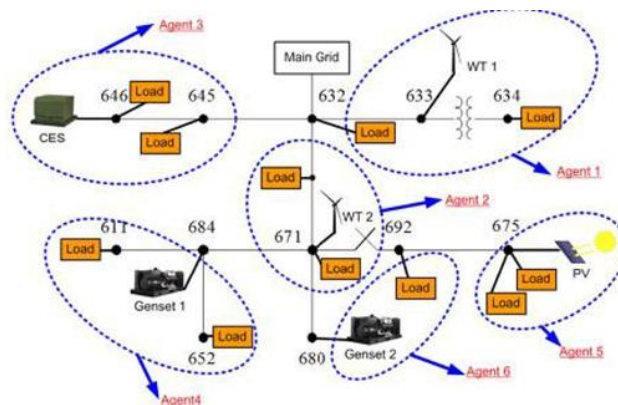 Agent 3
Main Grid
WT 1
646
Load
645
632
633
634
CES
Load
Load
Load
Agent 1
Load
Agent 2
WT 2
611
684
671
692
675
Load
Load
Load
Load
Load
PV
Genset 1
Load
652
680
Genset 2
Agent 5
Agent 6
Agent4